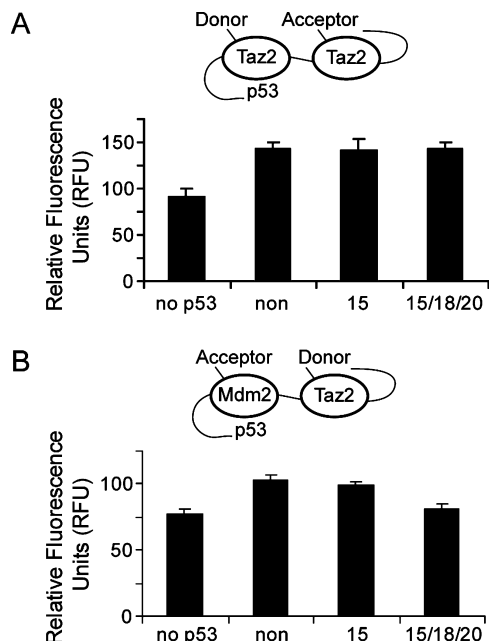 A
Donor Acceptor
Taz2 Taz2
p53
Relative Fluorescence
Units (RFU)
150
100
50
0
no p53 non 15 15/18/20
B
Acceptor Donor
Mdm2 Taz2
p53
Relative Fluorescence
Units (RFU)
100
50
0
no p53 non 15 15/18/20